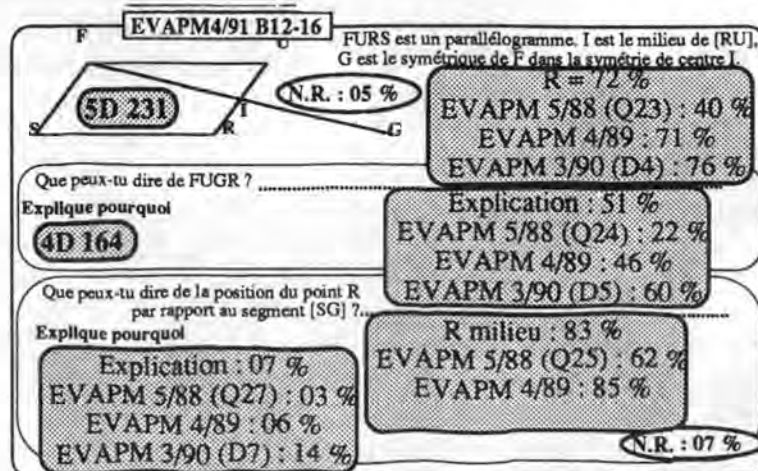 EVAPM4/91 B12-16
F
U
FURS est un parallélogramme. I est le milieu de [RU].
G est le symétrique de F dans la symétrie de centre I.
5D 231
N.R. : 05 %
S
R
I
G
R = 72 %
EVAPM 5/88 (Q23) : 40 %
EVAPM 4/89 : 71 %
EVAPM 3/90 (D4) : 76 %
Que peux-tu dire de FUGR ? ..............................
Explique pourquoi
4D 164
Explication : 51 %
EVAPM 5/88 (Q24) : 22 %
EVAPM 4/89 : 46 %
EVAPM 3/90 (D5) : 60 %
Que peux-tu dire de la position du point R
par rapport au segment [SG] ?..............................
Explique pourquoi
R milieu : 83 %
EVAPM 5/88 (Q25) : 62 %
EVAPM 4/89 : 85 %
Explication : 07 %
EVAPM 5/88 (Q27) : 03 %
EVAPM 4/89 : 06 %
EVAPM 3/90 (D7) : 14 %
N.R. : 07 %